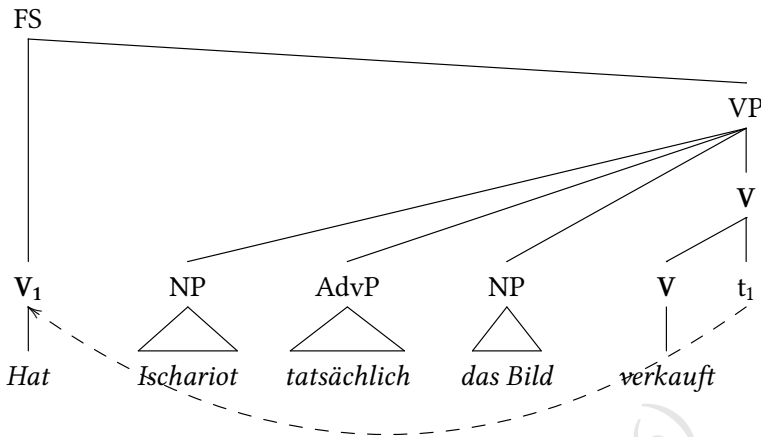 FS
VP
V
V₁ NP AdvP NP V t₁
Hat Ischariot tatsächlich das Bild verkauft